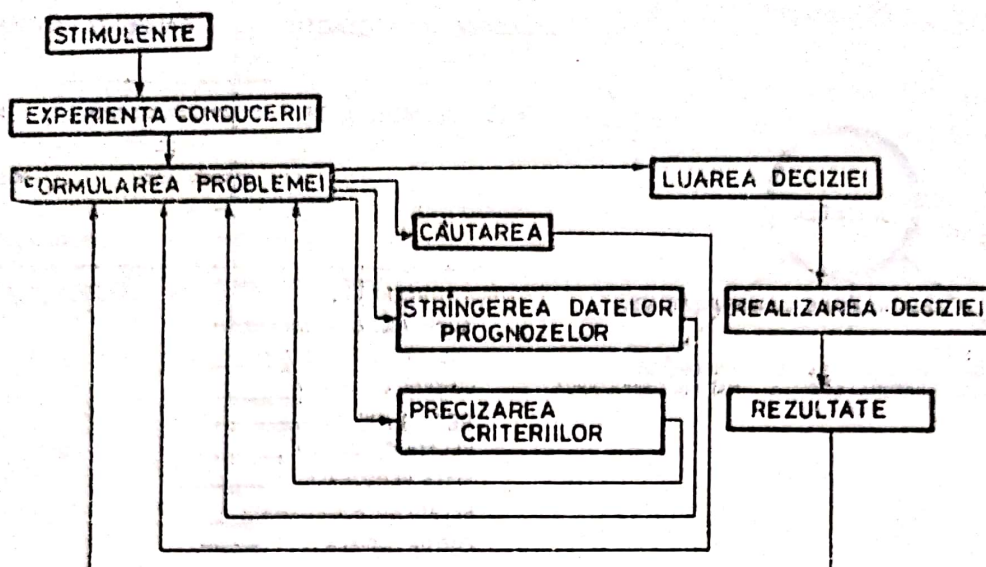 STIMULENTE
EXPERIENȚA CONDUCERII
FORMULAREA PROBLEMEI
LUAREA DECIZIEI
CĂUTAREA
STRÎNGEREA DATELOR
PROGNOZELOR
REALIZAREA DECIZIEI
PRECIZAREA
CRITERIILOR
REZULTATE